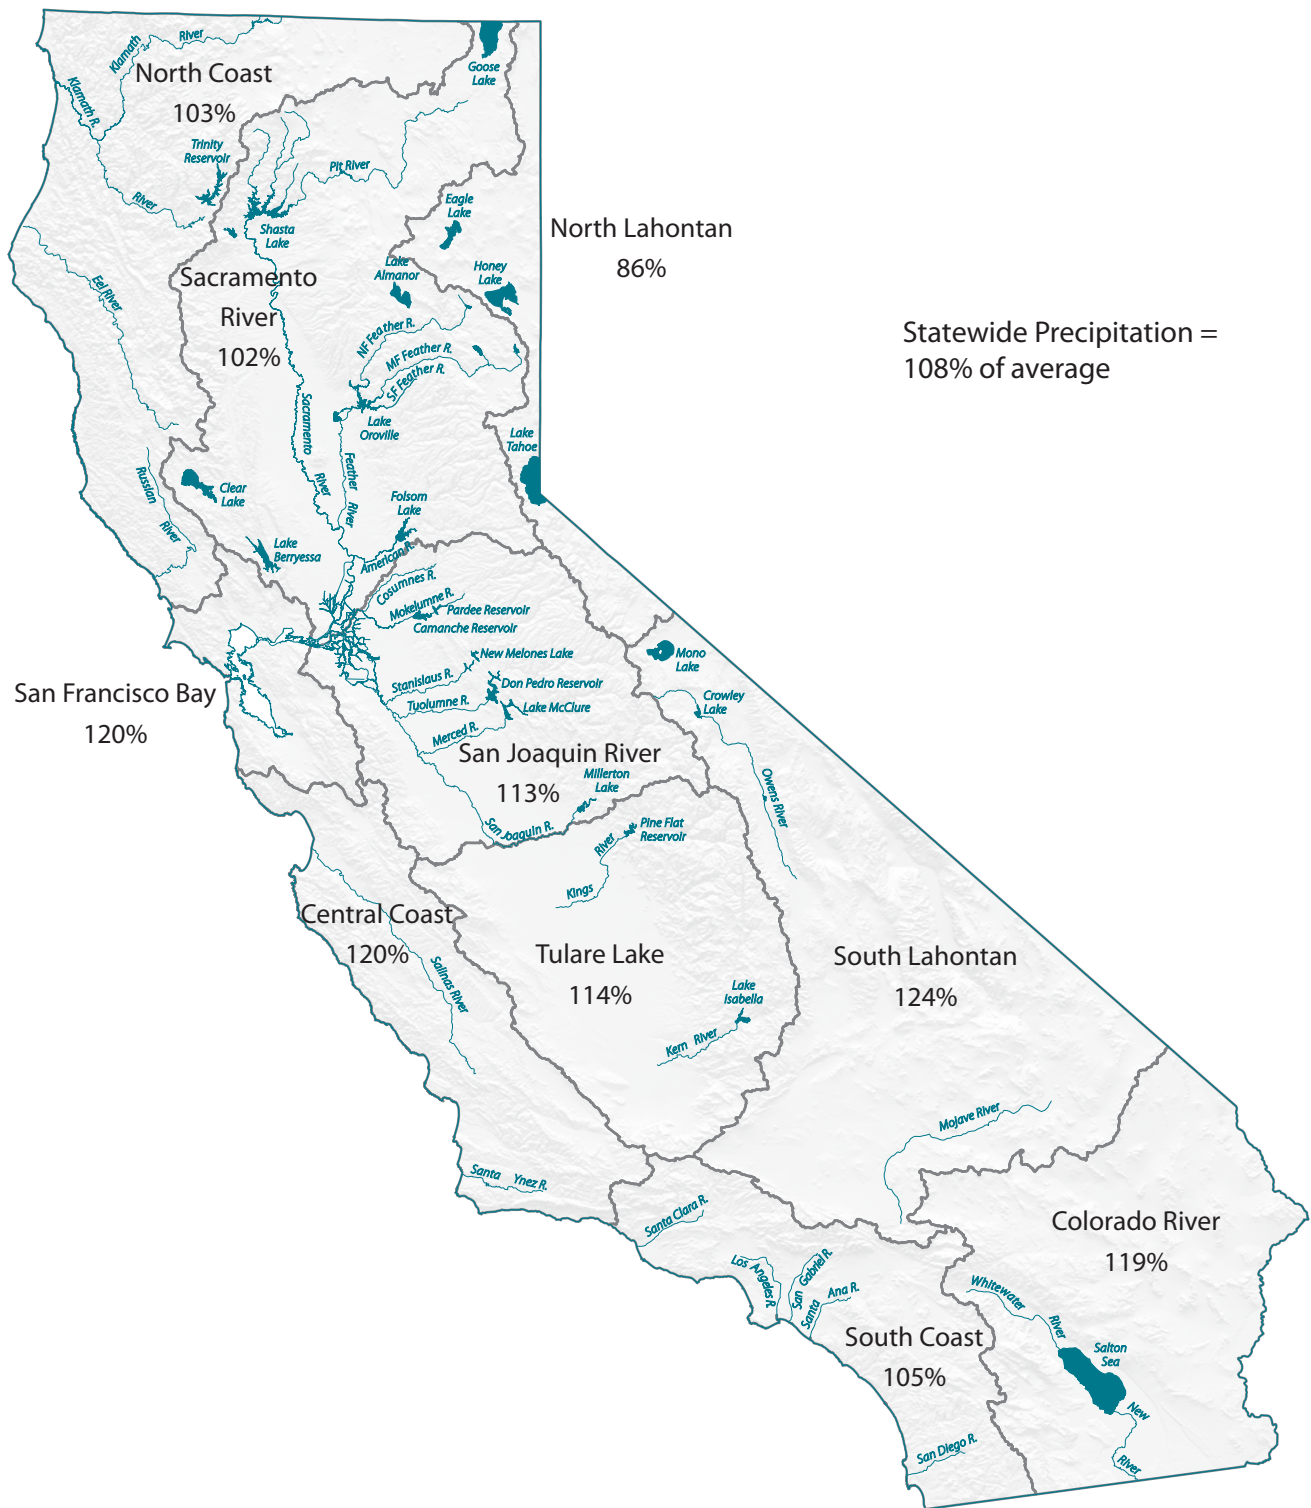 Klamath
River
North Coast
103%
Klamath R.
River
Trinity
Reservoir
Goose
Lake
Pit River
Shasta
Lake
Eagle
Lake
Honey
Lake
Lake
Almanor
North Lahontan
86%
Statewide Precipitation =
108% of average
Sacramento
River
102%
Eel River
NF Feather R.
MF Feather R.
SF Feather R.
Lake
Oroville
Sacramento
River
Feather
River
Lake
Tahoe
Clear
Lake
Russian
River
Folsom
Lake
Lake
Berryessa
American R.
Cosumnes R.
Mokelumne R.
Pardee Reservoir
Camanche Reservoir
New Melones Lake
Stanislaus R.
Don Pedro Reservoir
Tuolumne R.
Lake McClure
Merced R.
Mono
Lake
Crowley
Lake
Owens River
San Francisco Bay
120%
San Joaquin River
113%
Millerton
Lake
San Joaquin R.
Pine Flat
Reservoir
Kings
River
Central Coast
120%
Salinas River
Tulare Lake
114%
Lake
Isabella
Kern River
South Lahontan
124%
Mojave River
Santa Ynez R.
Santa Clara R.
Los Angeles R.
San Gabriel R.
Santa Ana R.
Colorado River
119%
Whitewater
River
Salton
Sea
New
River
South Coast
105%
San Diego R.